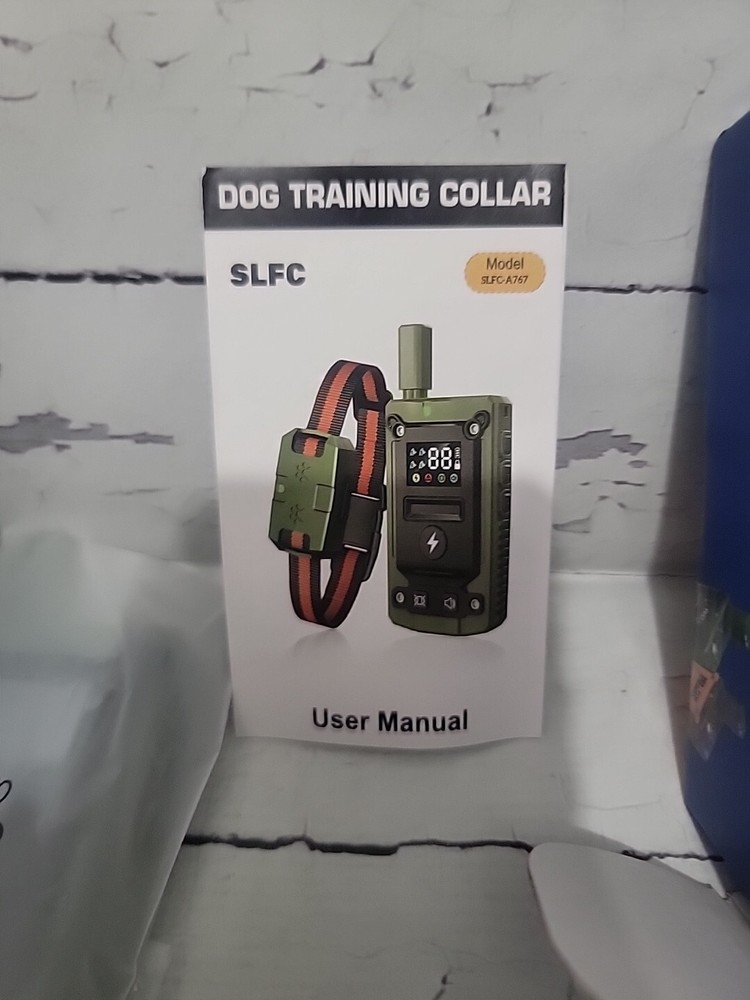 DOG TRAINING COLLAR
SLFC
Model
SLFC-A767
88
User Manual